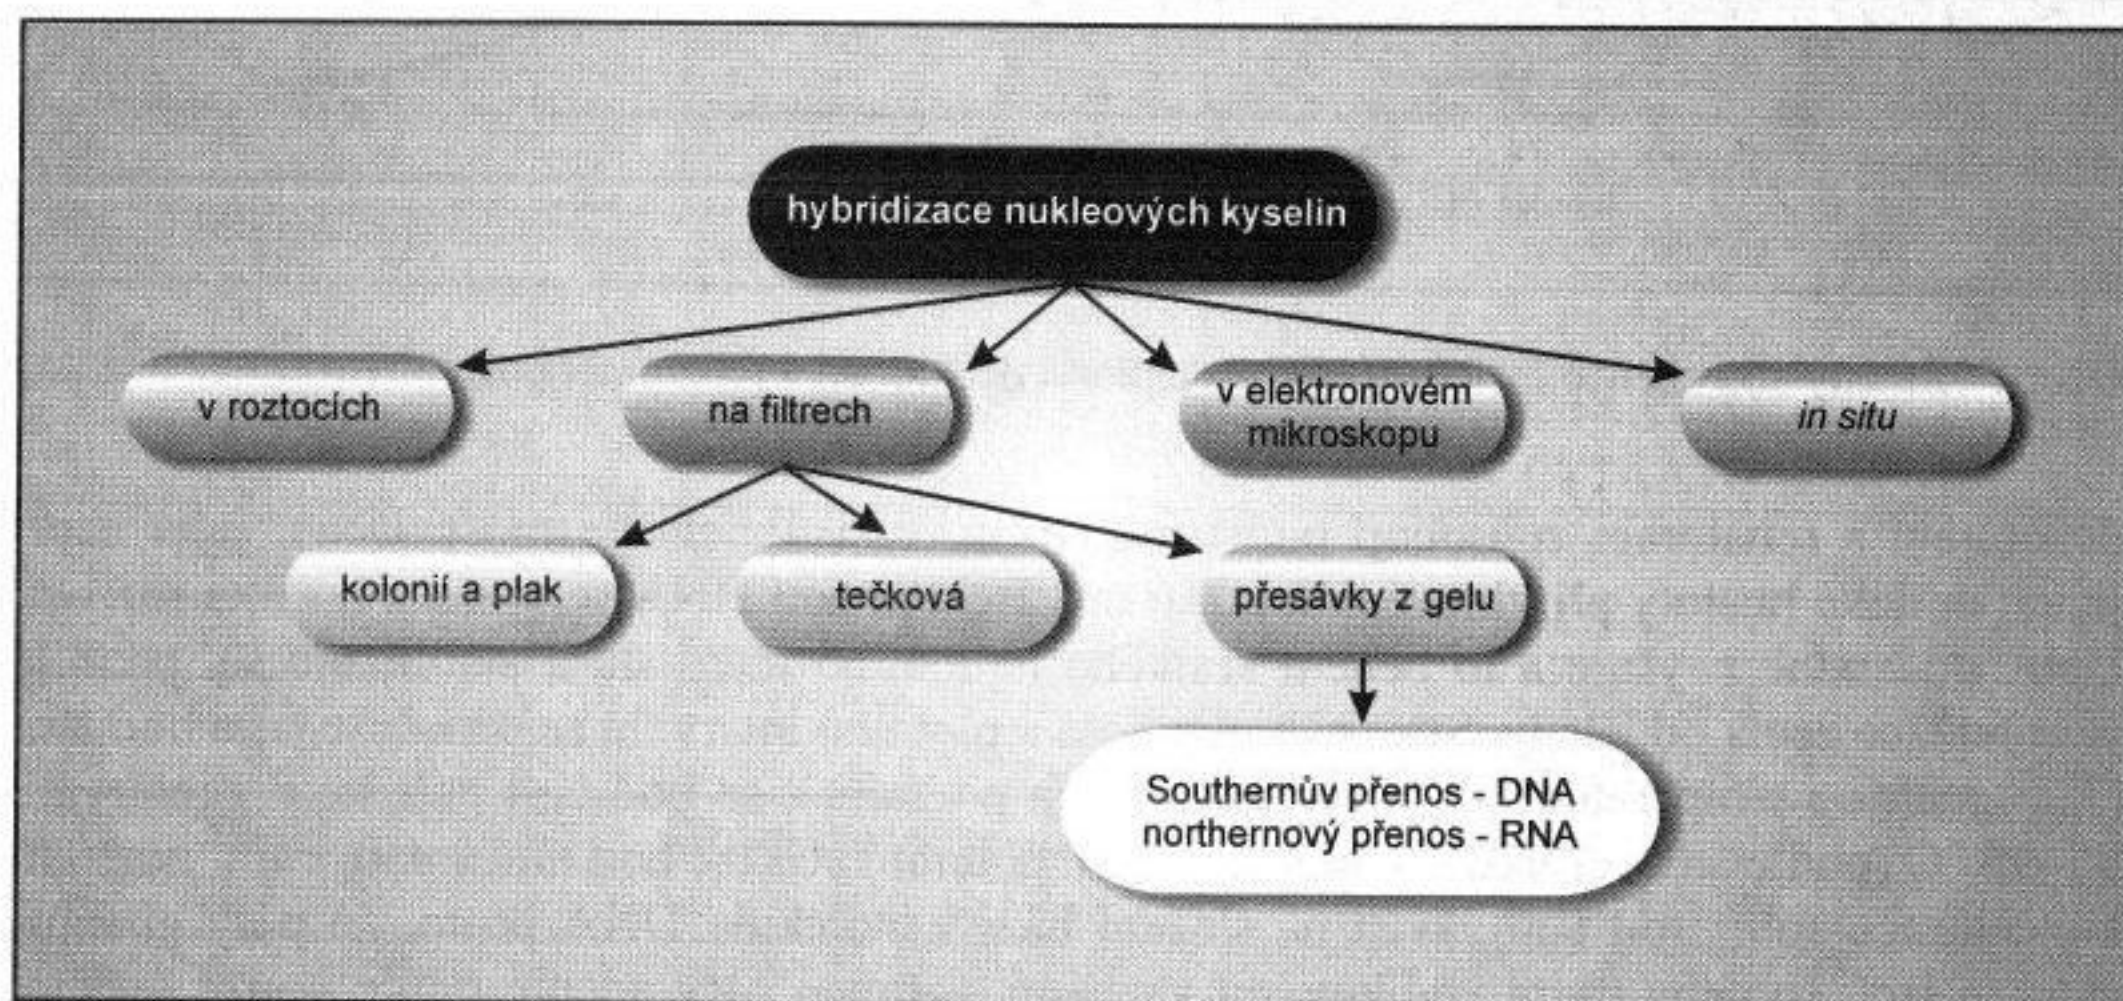 hybridizace nukleových kyselin
v roztocích
na filtrech
v elektronovém
mikroskopu
in situ
kolonií a plak
tečková
přesávky z gelu
Southernův přenos - DNA
northernový přenos - RNA